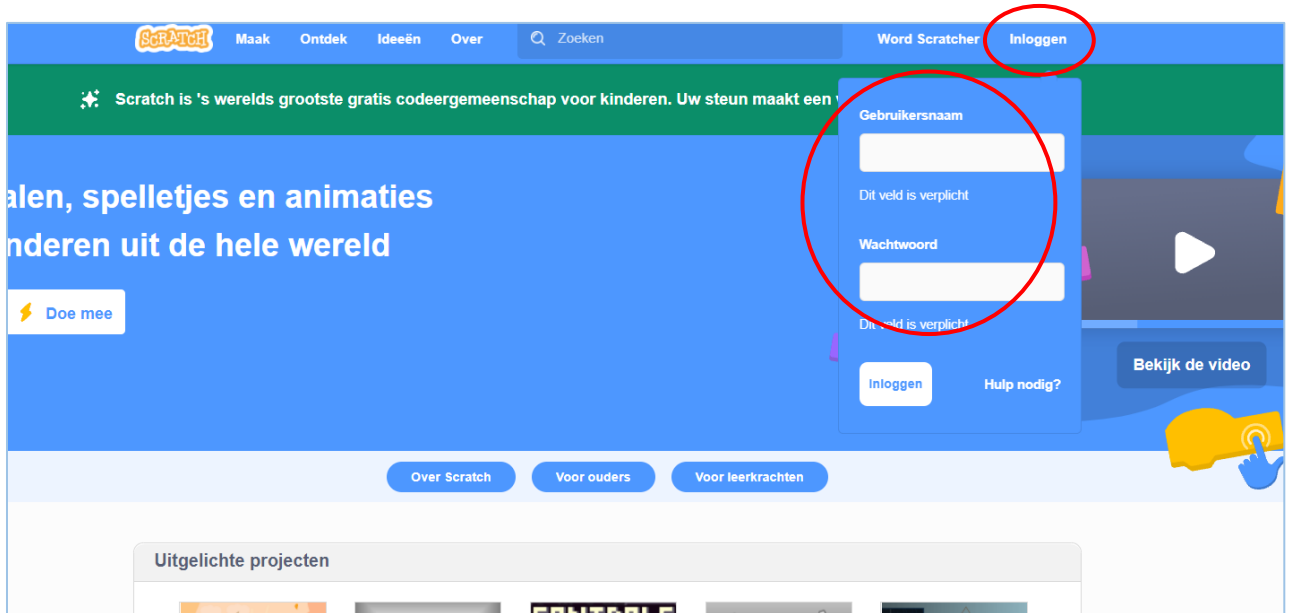 SCRATCH Maak Ontdek Ideeën Over Zoeken Word Scratcher Inloggen
Scratch is 's werelds grootste gratis codeergemeenschap voor kinderen. Uw steun maakt een
Gebruikersnaam
Dit veld is verplicht
Wachtwoord
Dit veld is verplicht
Inloggen Hulp nodig?
alen, spelletjes en animaties
nderen uit de hele wereld
Doe mee
Bekijk de video
Over Scratch Voor ouders Voor leerkrachten
Uitgelichte projecten